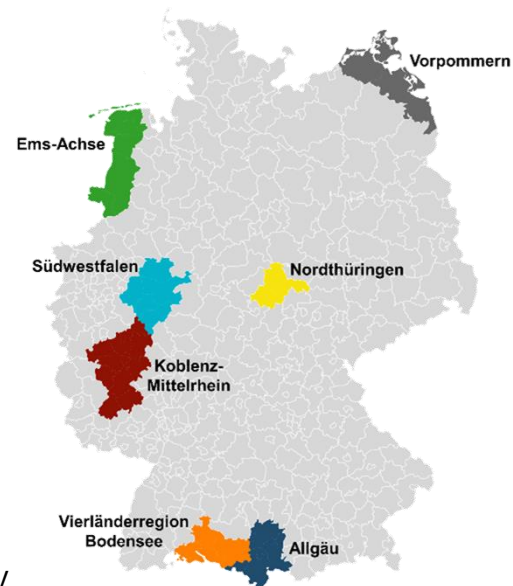 Vorpommern
Ems-Achse
Südwestfalen
Nordthüringen
Koblenz-
Mittelrhein
Vierländerregion
Bodensee
Allgäu
/